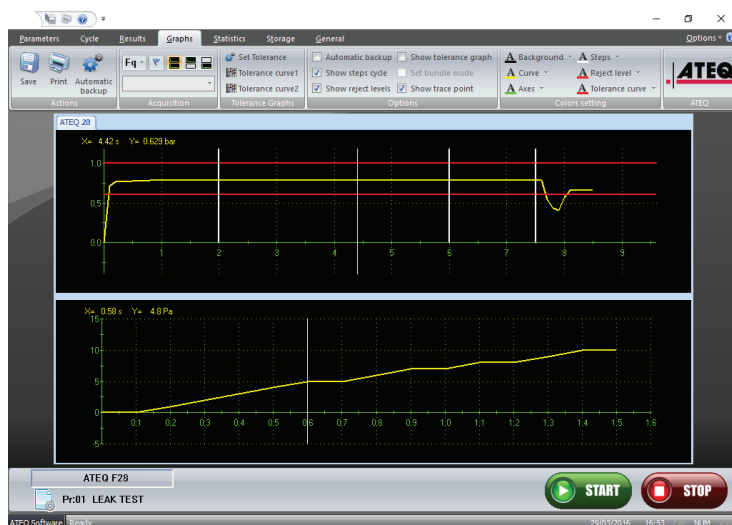 Parameters Cycle Results Graphs Statistics Storage General Options
Save Print Automatic backup
Actions
Fq
Acquisition
Set Tolerance
Tolerance curve1
Tolerance curve2
Tolerance Graphs
Automatic backup Show tolerance graph
Show steps cycle Set bundle mode
Show reject levels Show trace point
Options
A Background A Steps
A Curve A Reject level
A Axes A Tolerance curve
Colors setting
ATEQ
ATEQ
ATEQ 28
X= 4.42 s Y= 0.629 bar
1.0
0.5
0.0
1 2 3 4 5 6 7 8 9
X= 0.58 s Y= 4.8 Pa
15
10
5
0
0.1 0.2 0.3 0.4 0.5 0.6 0.7 0.8 0.9 1.0 1.1 1.2 1.3 1.4 1.5 1.6
-5
ATEQ F28
Pr:01 LEAK TEST
START
STOP
ATEQ Software Ready 29/03/2016 16:53 NUM